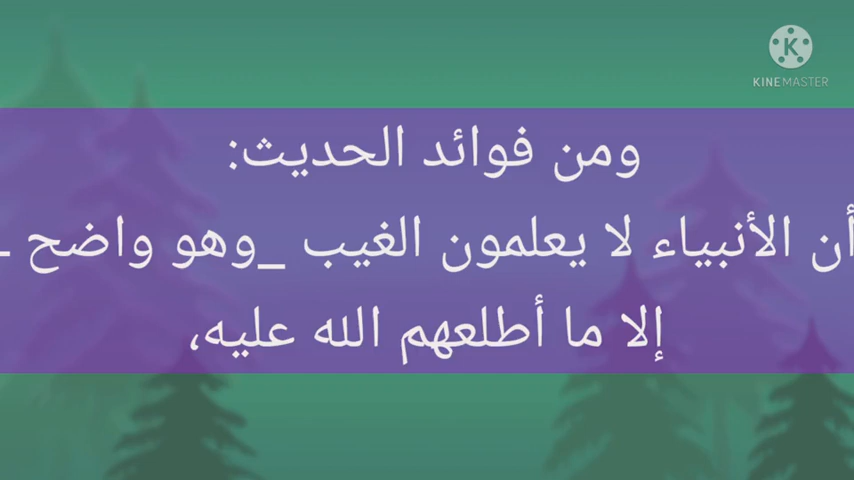 KINEMASTER
ومن فوائد الحديث:
أن الأنبياء لا يعلمون الغيب _وهو واضح _
إلا ما أطلعهم الله عليه،